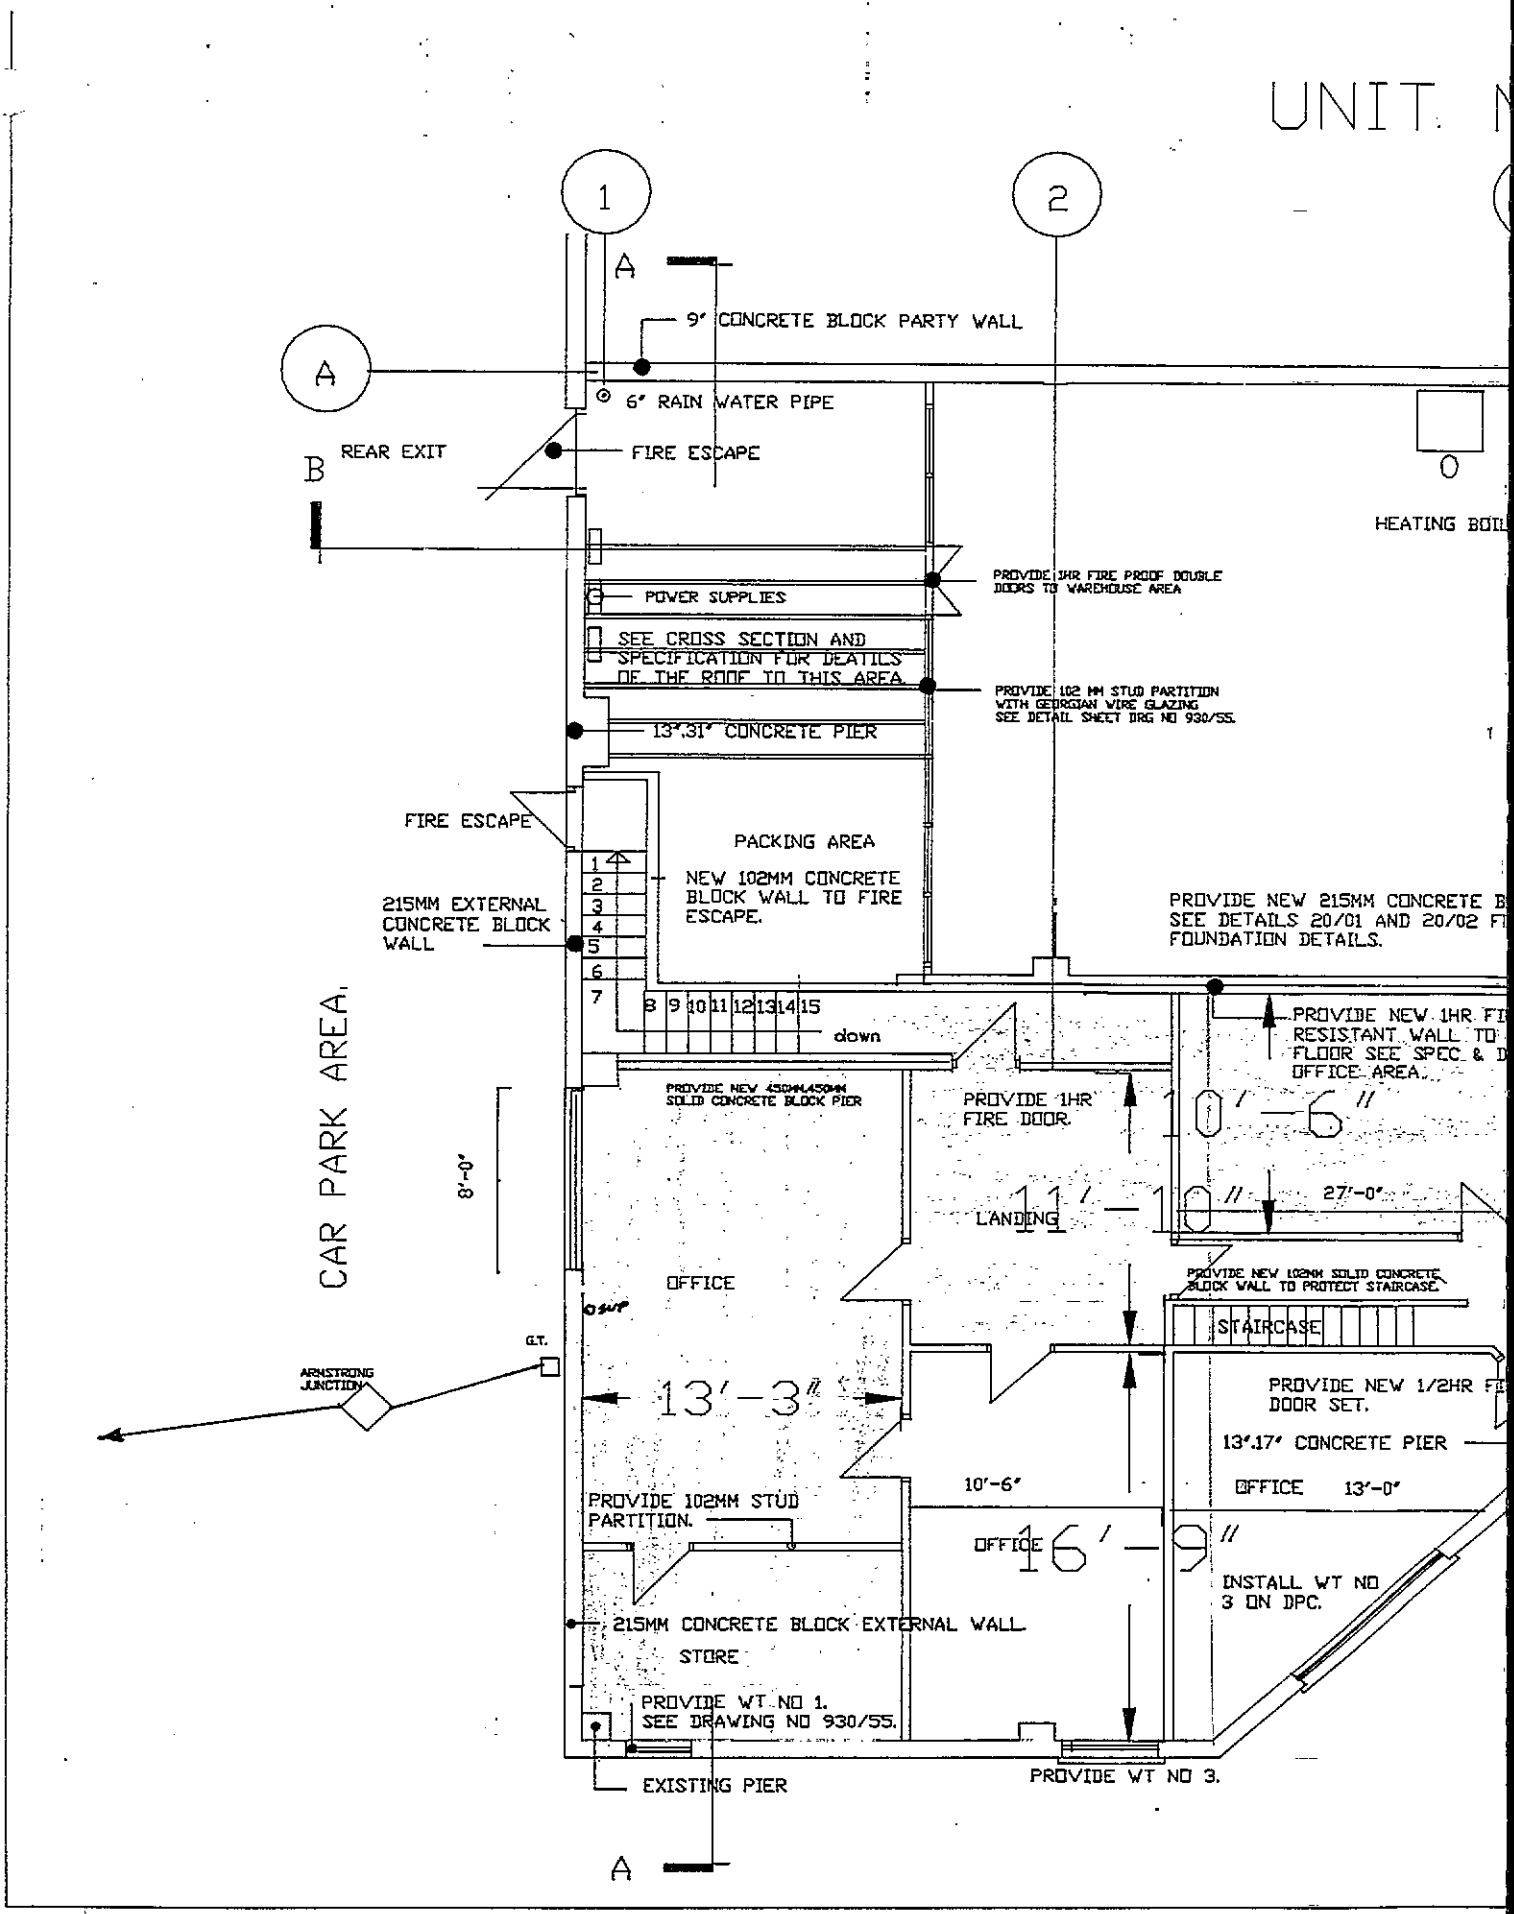 UNIT.
1
2
A
9" CONCRETE BLOCK PARTY WALL
A
6" RAIN WATER PIPE
REAR EXIT
FIRE ESCAPE
B
O
HEATING
PROVIDE 1HR FIRE PROOF DOUBLE
DOORS TO WAREHOUSE AREA
POWER SUPPLIES
SEE CROSS SECTION AND
SPECIFICATION FOR DEATILS
OF THE ROOF TO THIS AREA
PROVIDE 102 MM STUD PARTITION
WITH GEORGIAN WIRE GLAZING
SEE DETAIL SHEET DRG NO 930/55.
13".31" CONCRETE PIER
1
FIRE ESCAPE
PACKING AREA
NEW 102MM CONCRETE
BLOCK WALL TO FIRE
ESCAPE.
215MM EXTERNAL
CONCRETE BLOCK
WALL
1
2
3
4
5
6
7
8 9 10 11 12 13 14 15
down
PROVIDE NEW 215MM CONCRETE
SEE DETAILS 20/01 AND 20/02
FOUNDATION DETAILS.
PROVIDE NEW 1HR
RESISTANT WALL TO
FLOOR SEE SPEC &
OFFICE AREA.
CAR PARK AREA.
PROVIDE NEW 450MM.450MM
SOLID CONCRETE BLOCK PIER
PROVIDE 1HR
FIRE DOOR.
10'-6"
8'-0"
11'-10"
27'-0"
LANDING
OFFICE
PROVIDE NEW 102MM SOLID CONCRETE
BLOCK WALL TO PROTECT STAIRCASE
STAIRCASE
O SVP
G.T.
ARMSTRONG
JUNCTION
13'-3"
PROVIDE NEW 1/2HR
DOOR SET.
13".17" CONCRETE PIER
10'-6"
OFFICE 13'-0"
PROVIDE 102MM STUD
PARTITION.
OFFICE
16'-9"
INSTALL WT NO
3 ON DPC.
215MM CONCRETE BLOCK EXTERNAL WALL.
STORE
PROVIDE WT NO 1.
SEE DRAWING NO 930/55.
EXISTING PIER
PROVIDE WT NO 3.
A